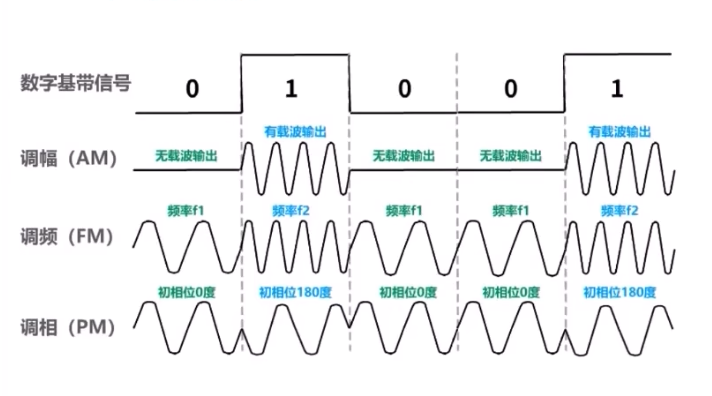 数字基带信号 0 1 0 0 1
有载波输出 有载波输出
调幅（AM） 无载波输出 无载波输出 无载波输出
频率f1 频率f2 频率f1 频率f1 频率f2
调频（FM）
初相位0度 初相位180度 初相位0度 初相位0度 初相位180度
调相（PM）